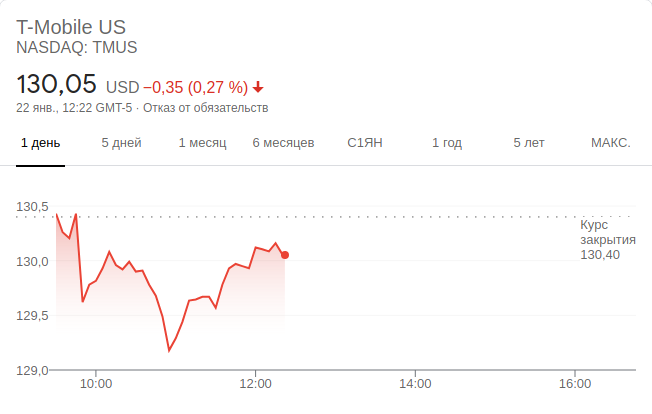 T-Mobile US
NASDAQ: TMUS
130,05 USD −0,35 (0,27 %)
22 янв., 12:22 GMT-5 · Отказ от обязательств
1 день 5 дней 1 месяц 6 месяцев С1ЯН 1 год 5 лет МАКС.
130,5
Курс
закрытия
130,40
130,0
129,5
129,0
10:00 12:00 14:00 16:00